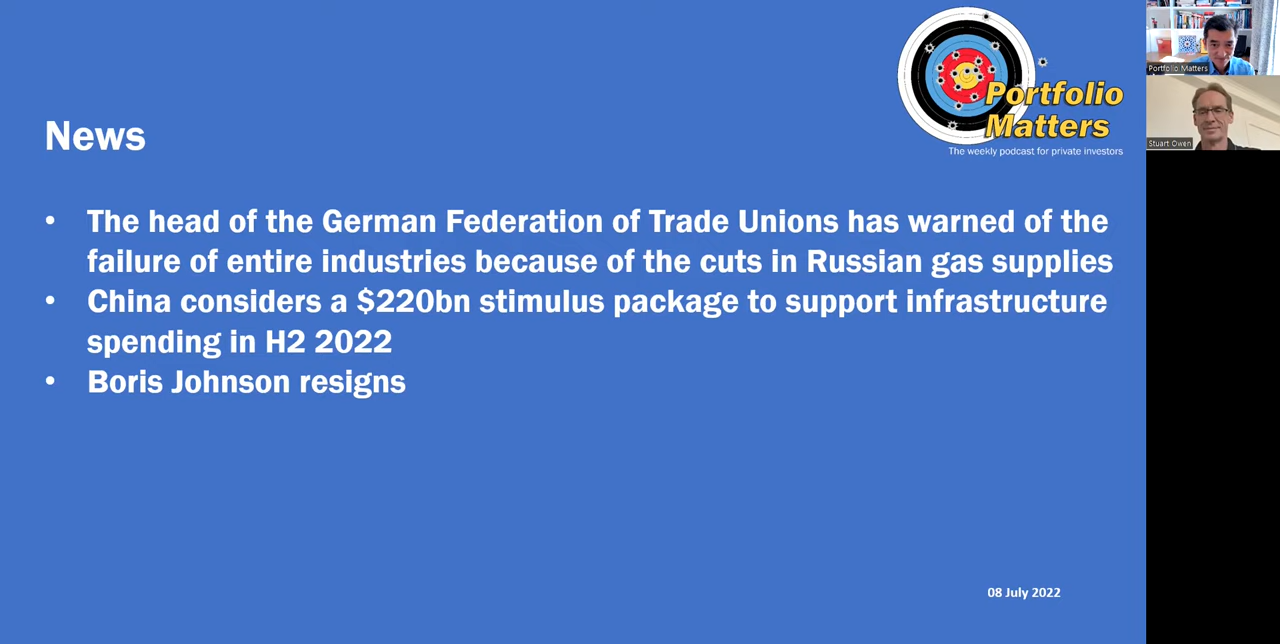 Portfolio
Matters
The weekly podcast for private investors
News
• The head of the German Federation of Trade Unions has warned of the
failure of entire industries because of the cuts in Russian gas supplies
• China considers a $220bn stimulus package to support infrastructure
spending in H2 2022
• Boris Johnson resigns
08 July 2022
Portfolio Matters
Stuart Owen